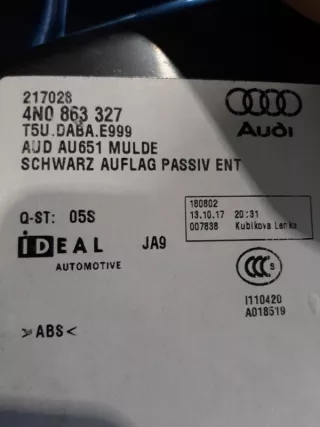 217028
4N0 863 327
T5U.DABA.E999
AUD AU651 MULDE
SCHWARZ AUFLAG PASSIV ENT
Audi
Q-ST: 05S
180802
13.10.17 20:31
007838 Kubikova Lenka
iDEAL JA9
AUTOMOTIVE
CCC S
I110420
A018519
>ABS<